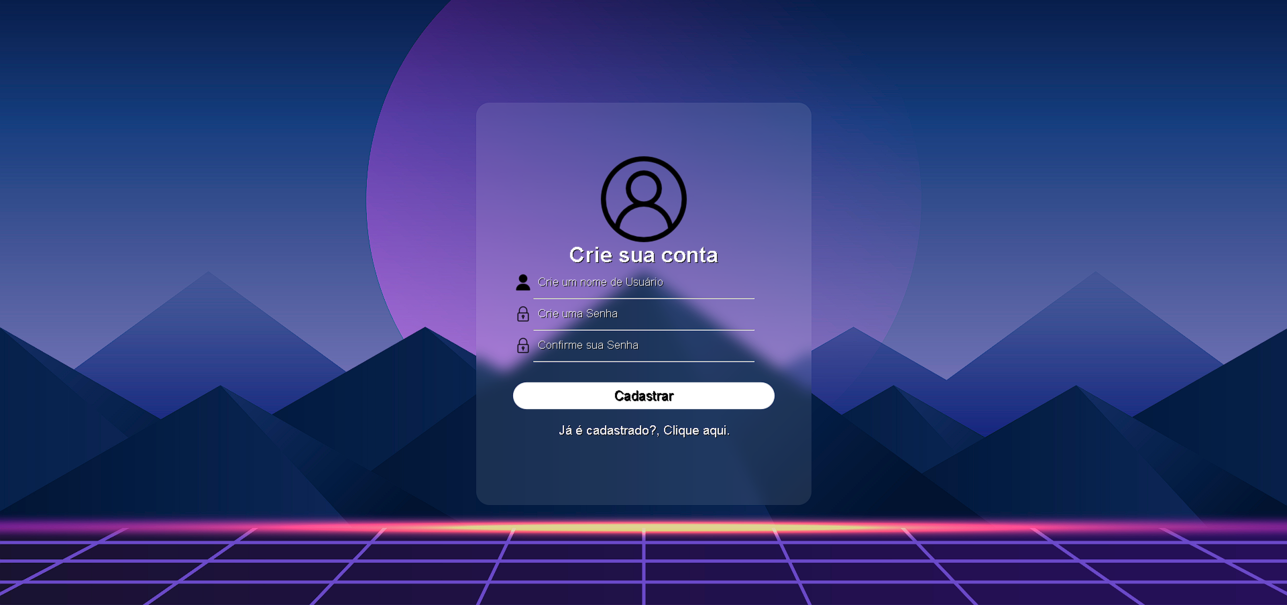 Crie sua conta
Crie um nome de Usuário
Crie uma Senha
Confirme sua Senha
Cadastrar
Já é cadastrado?, Clique aqui.